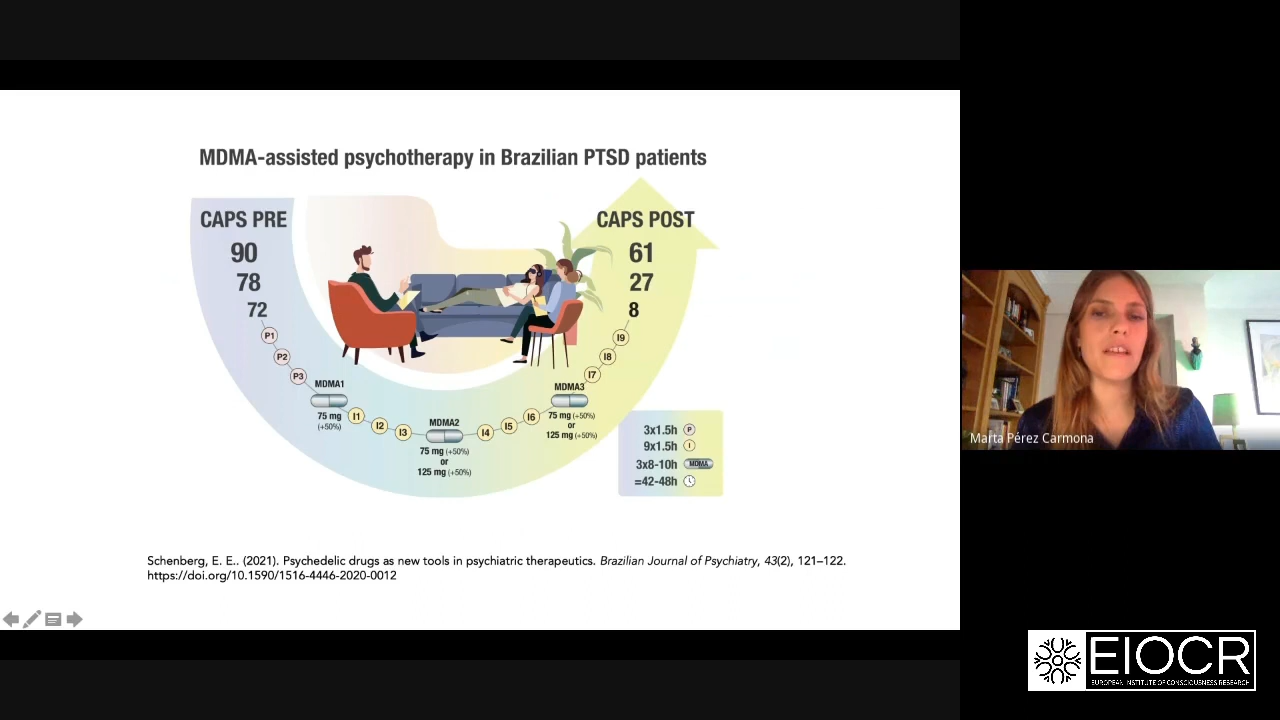 MDMA-assisted psychotherapy in Brazilian PTSD patients
CAPS PRE
90
78
72
P1
P2
P3
MDMA1
75 mg
(+50%)
I1
I2
I3
MDMA2
75 mg (+50%)
or
125 mg (+50%)
I4
I5
I6
MDMA3
75 mg (+50%)
or
125 mg (+50%)
I7
I8
I9
CAPS POST
61
27
8
3x1.5h P
9x1.5h I
3x8-10h MDMA
=42-48h
Schenberg, E. E.. (2021). Psychedelic drugs as new tools in psychiatric therapeutics. Brazilian Journal of Psychiatry, 43(2), 121–122.
https://doi.org/10.1590/1516-4446-2020-0012
Marta Pérez Carmona
EIOCR
EUROPEAN INSTITUTE OF CONSCIOUSNESS RESEARCH